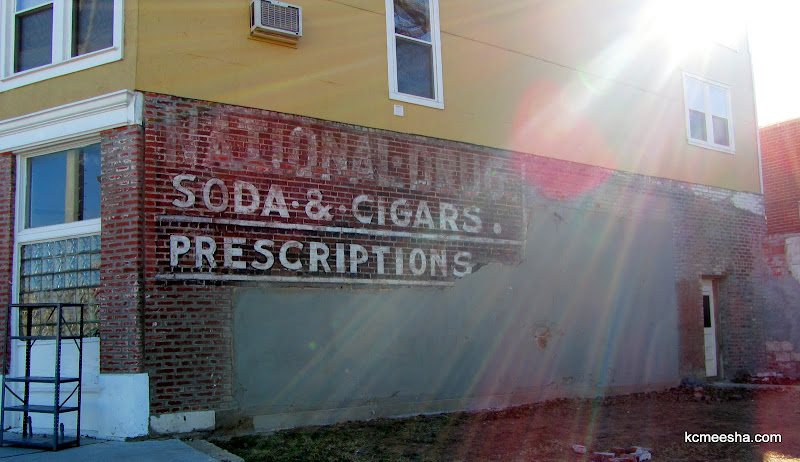 NATIONAL DRUG.
SODA·&·CIGARS.
PRESCRIPTIONS
kcmeesha.com